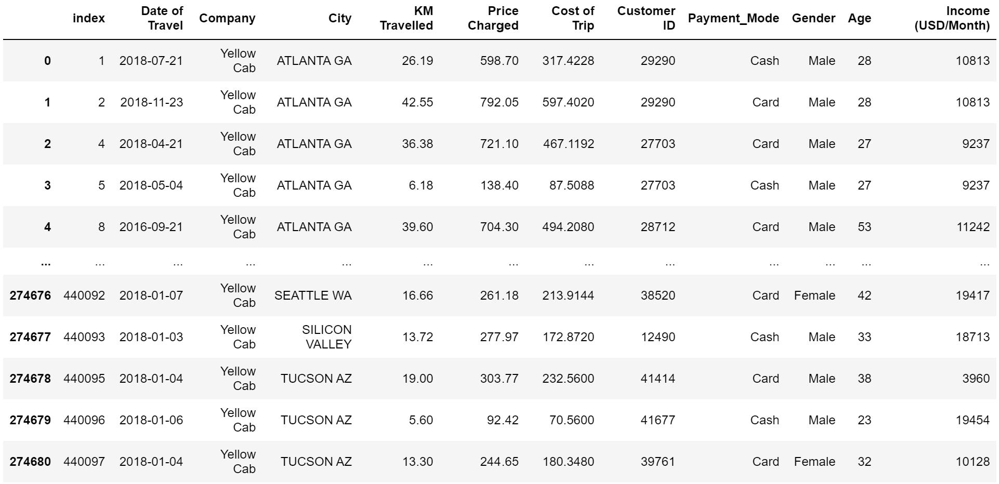 index Date of Travel Company City KM Travelled Price Charged Cost of Trip Customer ID Payment_Mode Gender Age Income (USD/Month)
0 1 2018-07-21 Yellow Cab ATLANTA GA 26.19 598.70 317.4228 29290 Cash Male 28 10813
1 2 2018-11-23 Yellow Cab ATLANTA GA 42.55 792.05 597.4020 29290 Card Male 28 10813
2 4 2018-04-21 Yellow Cab ATLANTA GA 36.38 721.10 467.1192 27703 Card Male 27 9237
3 5 2018-05-04 Yellow Cab ATLANTA GA 6.18 138.40 87.5088 27703 Cash Male 27 9237
4 8 2016-09-21 Yellow Cab ATLANTA GA 39.60 704.30 494.2080 28712 Card Male 53 11242
... ... ... ... ... ... ... ... ... ... ... ... ...
274676 440092 2018-01-07 Yellow Cab SEATTLE WA 16.66 261.18 213.9144 38520 Card Female 42 19417
274677 440093 2018-01-03 Yellow Cab SILICON VALLEY 13.72 277.97 172.8720 12490 Cash Male 33 18713
274678 440095 2018-01-04 Yellow Cab TUCSON AZ 19.00 303.77 232.5600 41414 Card Male 38 3960
274679 440096 2018-01-06 Yellow Cab TUCSON AZ 5.60 92.42 70.5600 41677 Cash Male 23 19454
274680 440097 2018-01-04 Yellow Cab TUCSON AZ 13.30 244.65 180.3480 39761 Card Female 32 10128